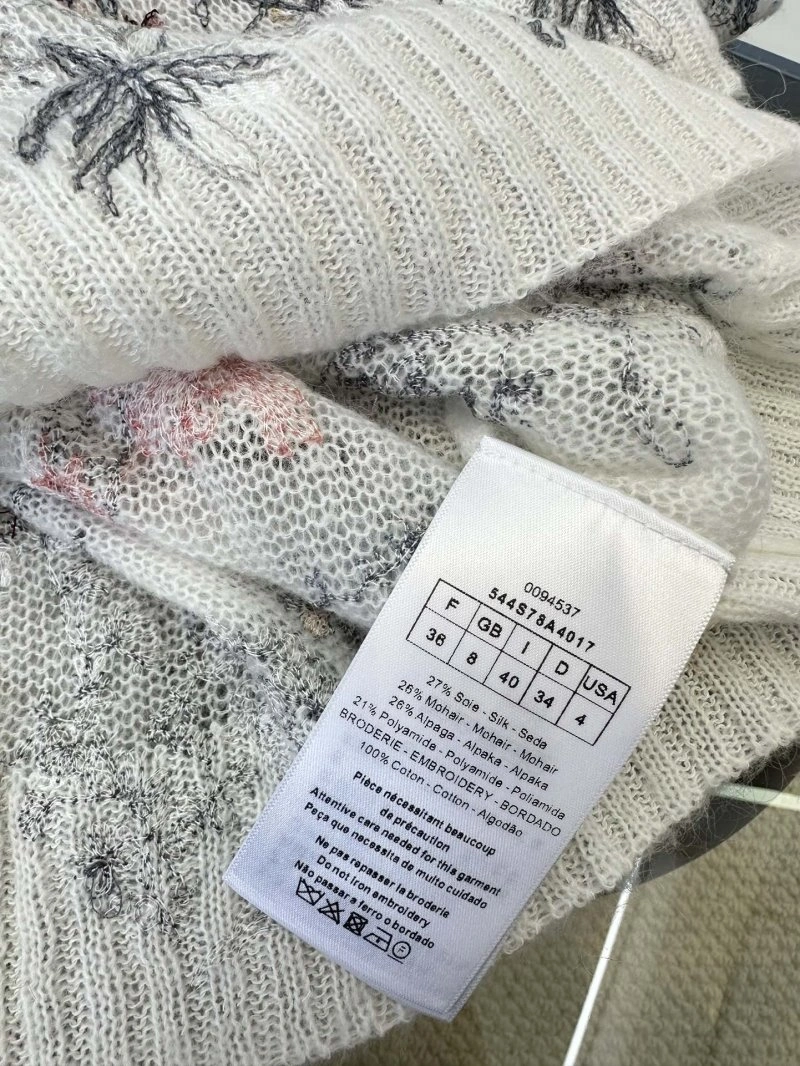 0094537
544S78A4017
F GB I D USA
36 8 40 34 4
27% Soie - Silk - Seda
26% Mohair - Mohair - Mohair
26% Alpaga - Alpaka - Alpaka
21% Polyamide - Polyamide - Poliamida
BRODERIE - EMBROIDERY - BORDADO
100% Coton - Cotton - Algodão
Pièce nécessitant beaucoup
de précaution
Attentive care needed for this garment
Peça que necessita de muito cuidado
Ne pas repasser la broderie
Do not iron embroidery
Não passar a ferro o bordado
F